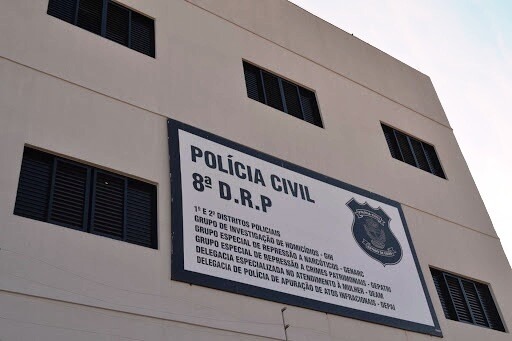 POLÍCIA CIVIL
8ª D.R.P
1º E 2º DISTRITOS POLICIAIS
GRUPO DE INVESTIGAÇÃO DE HOMICÍDIOS - GIH
GRUPO ESPECIAL DE REPRESSÃO À NARCÓTICOS - GENARC
GRUPO ESPECIAL DE REPRESSÃO A CRIMES PATRIMONIAIS - GEPATRI
DELEGACIA ESPECIALIZADA NO ATENDIMENTO À MULHER - DEAM
DELEGACIA DE POLÍCIA DE APURAÇÃO DE ATOS INFRACIONAIS - DEPAI